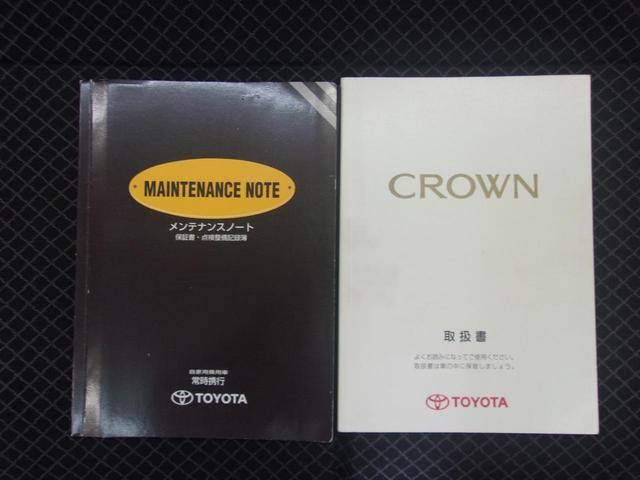 MAINTENANCE NOTE
メンテナンスノート
保証書・点検整備記録簿
自家用乗用車
常時携行
TOYOTA
CROWN
取扱書
よくお読みになってご使用ください。
取扱書は車の中に保管しましょう。
TOYOTA